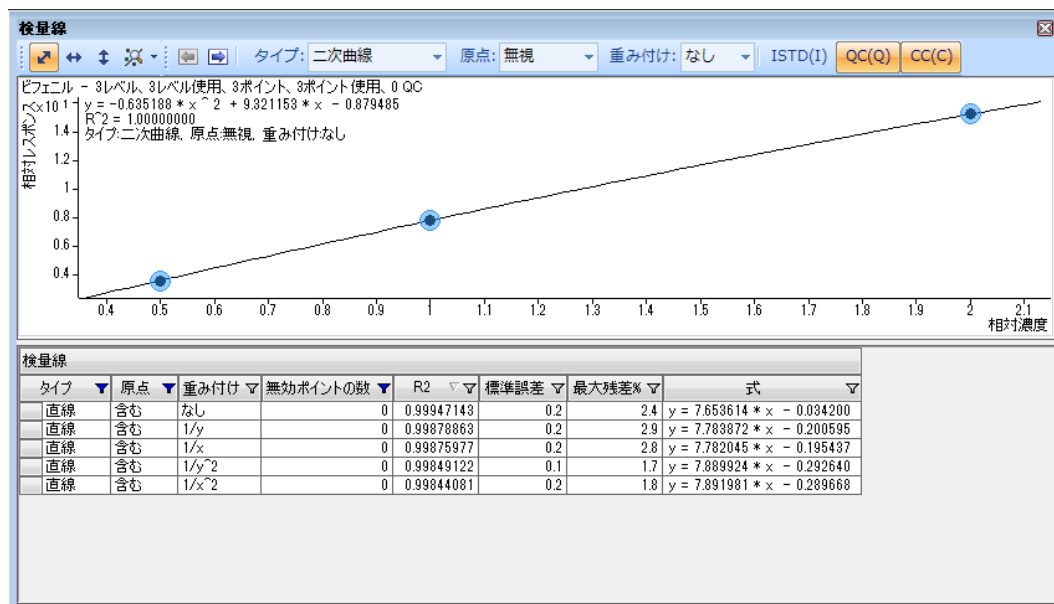 検量線
タイプ: 二次曲線 原点: 無視 重み付け: なし ISTD(I) QC(Q) CC(C)
ビフェニル - 3レベル、3レベル使用、3ポイント、3ポイント使用、0 QC
x10 1
y = -0.635188 * x ^ 2 + 9.321153 * x - 0.879485
R^2 = 1.00000000
タイプ:二次曲線, 原点:無視, 重み付け:なし
相対レスポンス
1.4
1.2
1
0.8
0.6
0.4
0.4 0.5 0.6 0.7 0.8 0.9 1 1.1 1.2 1.3 1.4 1.5 1.6 1.7 1.8 1.9 2 2.1
相対濃度
検量線
タイプ 原点 重み付け 無効ポイントの数 R2 標準誤差 最大残差% 式
直線 含む なし 0 0.99947143 0.2 2.4 y = 7.653614 * x - 0.034200
直線 含む 1/y 0 0.99878863 0.2 2.9 y = 7.783872 * x - 0.200595
直線 含む 1/x 0 0.99875977 0.2 2.8 y = 7.782045 * x - 0.195437
直線 含む 1/y^2 0 0.99849122 0.1 1.7 y = 7.889924 * x - 0.292640
直線 含む 1/x^2 0 0.99844081 0.2 1.8 y = 7.891981 * x - 0.289668